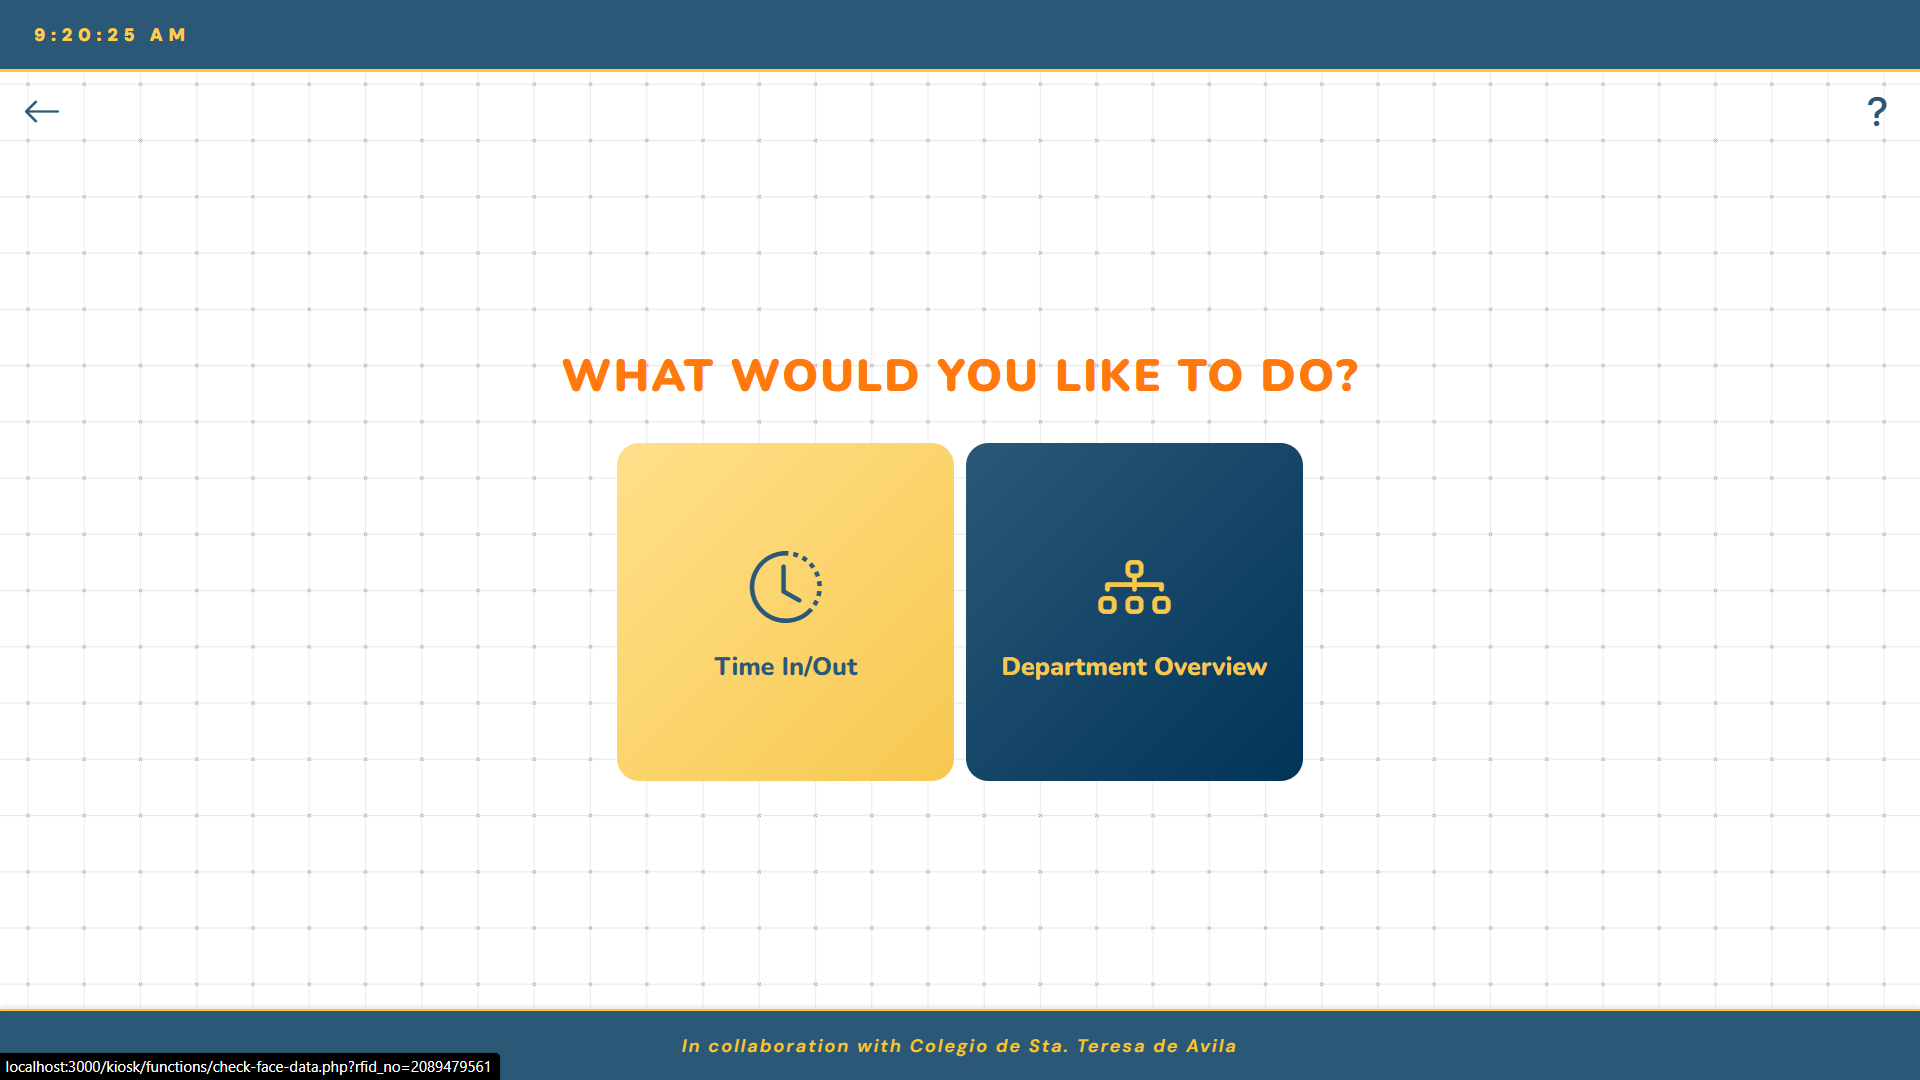 9:20:25 AM
?
WHAT WOULD YOU LIKE TO DO?
Time In/Out
Department Overview
In collaboration with Colegio de Sta. Teresa de Avila
localhost:3000/kiosk/functions/check-face-data.php?rfid_no=2089479561